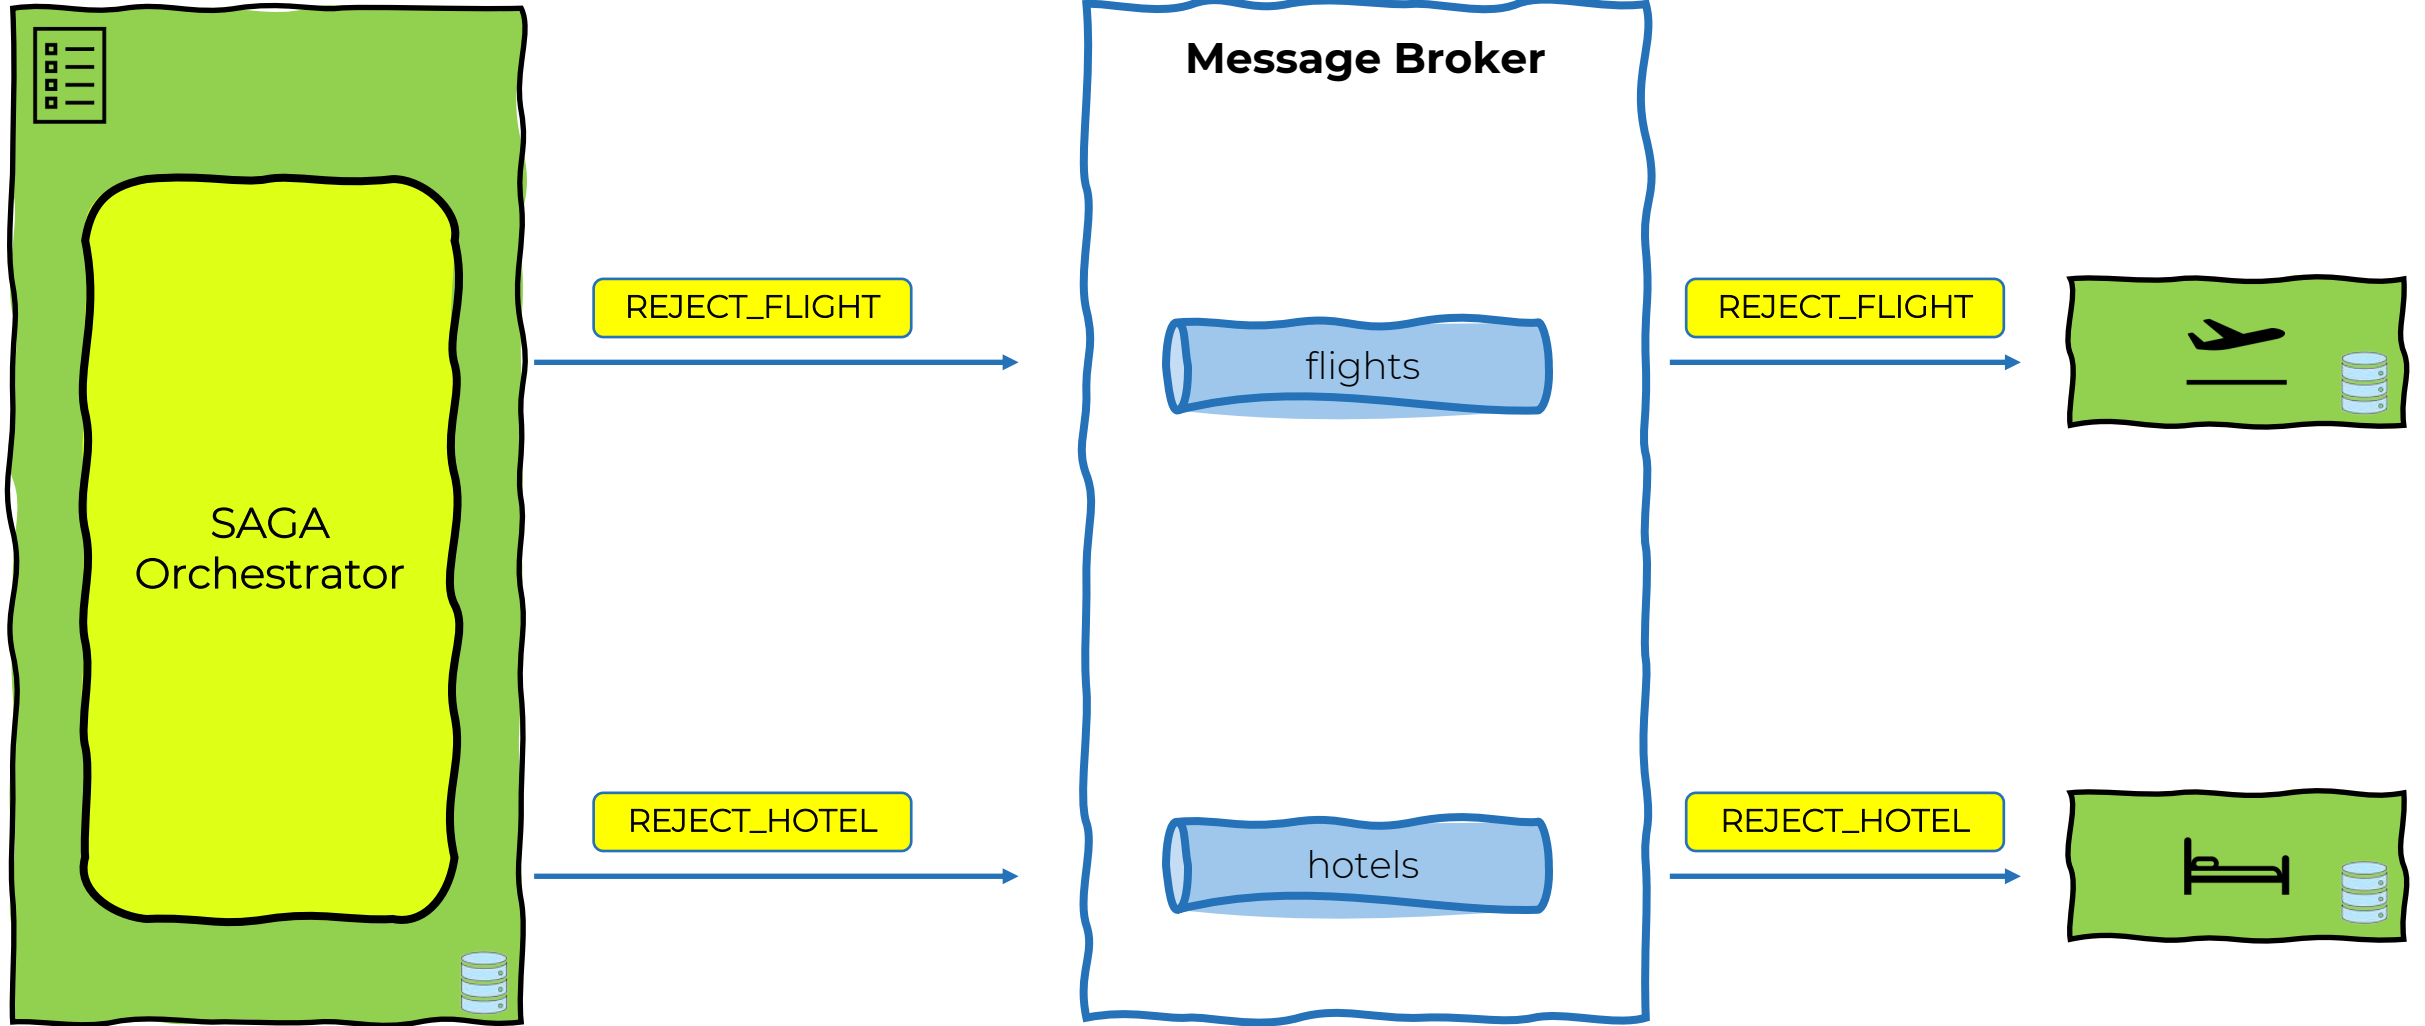 Message Broker
REJECT_FLIGHT
REJECT_FLIGHT
flights
SAGA
Orchestrator
REJECT_HOTEL
REJECT_HOTEL
hotels